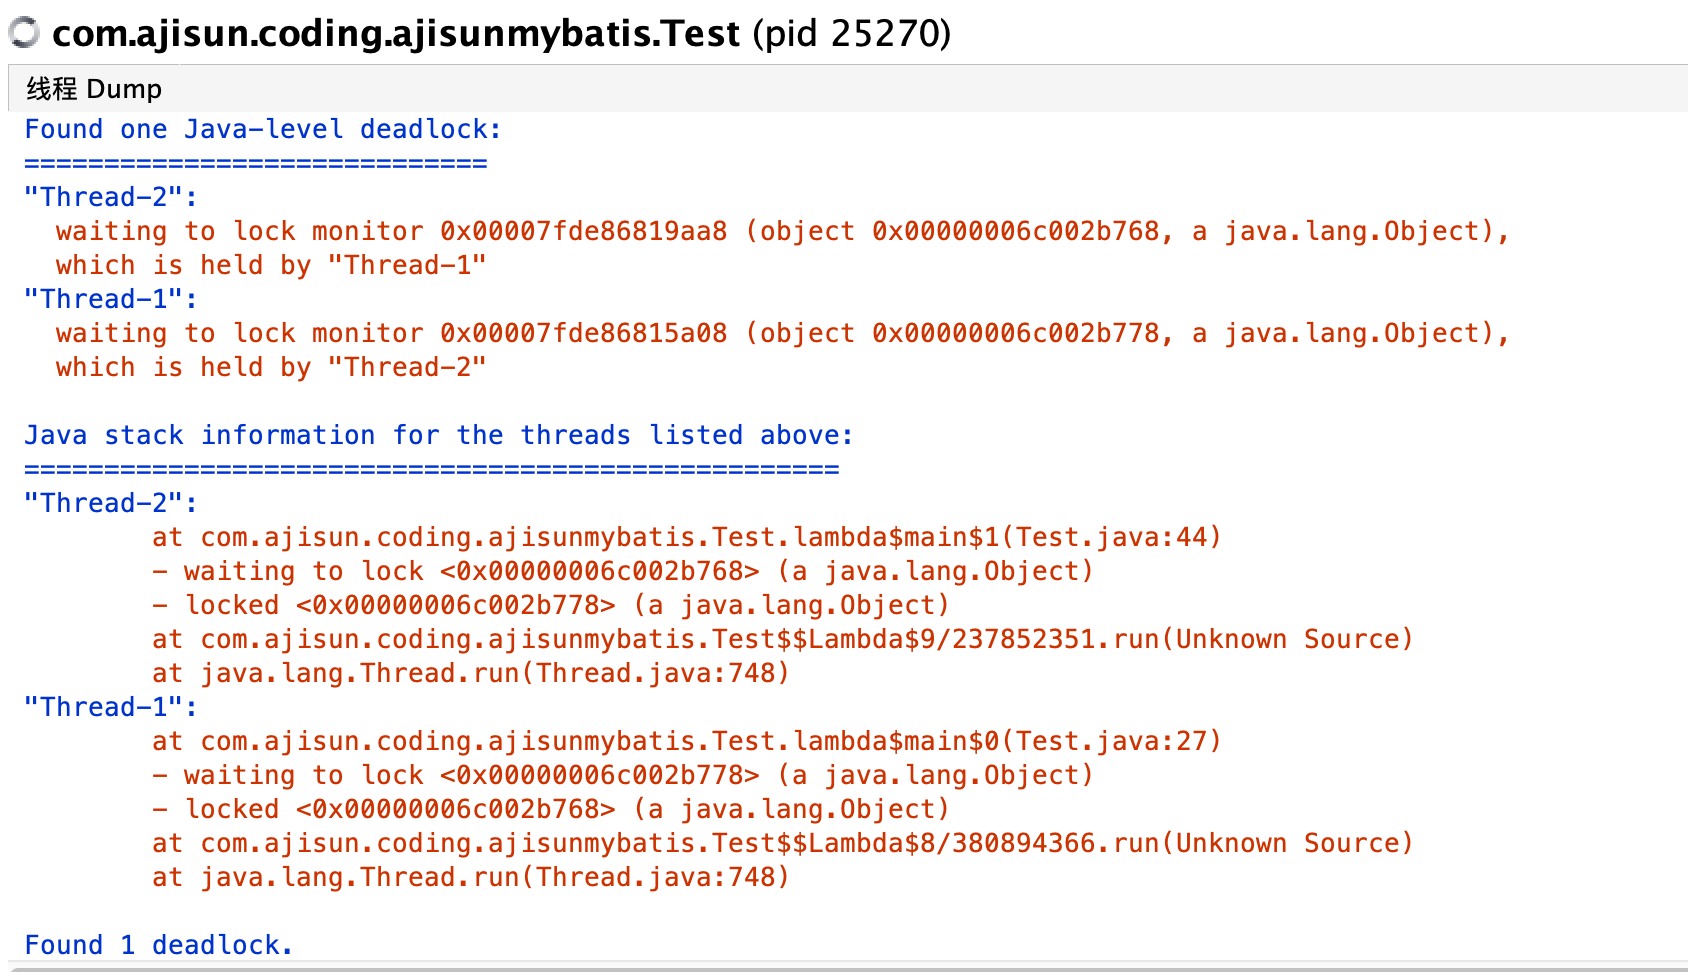 com.ajisun.coding.ajisunmybatis.Test (pid 25270)
线程 Dump
Found one Java-level deadlock:
=============================
"Thread-2":
  waiting to lock monitor 0x00007fde86819aa8 (object 0x00000006c002b768, a java.lang.Object),
  which is held by "Thread-1"
"Thread-1":
  waiting to lock monitor 0x00007fde86815a08 (object 0x00000006c002b778, a java.lang.Object),
  which is held by "Thread-2"
Java stack information for the threads listed above:
===================================================
"Thread-2":
        at com.ajisun.coding.ajisunmybatis.Test.lambda$main$1(Test.java:44)
        - waiting to lock <0x00000006c002b768> (a java.lang.Object)
        - locked <0x00000006c002b778> (a java.lang.Object)
        at com.ajisun.coding.ajisunmybatis.Test$$Lambda$9/237852351.run(Unknown Source)
        at java.lang.Thread.run(Thread.java:748)
"Thread-1":
        at com.ajisun.coding.ajisunmybatis.Test.lambda$main$0(Test.java:27)
        - waiting to lock <0x00000006c002b778> (a java.lang.Object)
        - locked <0x00000006c002b768> (a java.lang.Object)
        at com.ajisun.coding.ajisunmybatis.Test$$Lambda$8/380894366.run(Unknown Source)
        at java.lang.Thread.run(Thread.java:748)
Found 1 deadlock.